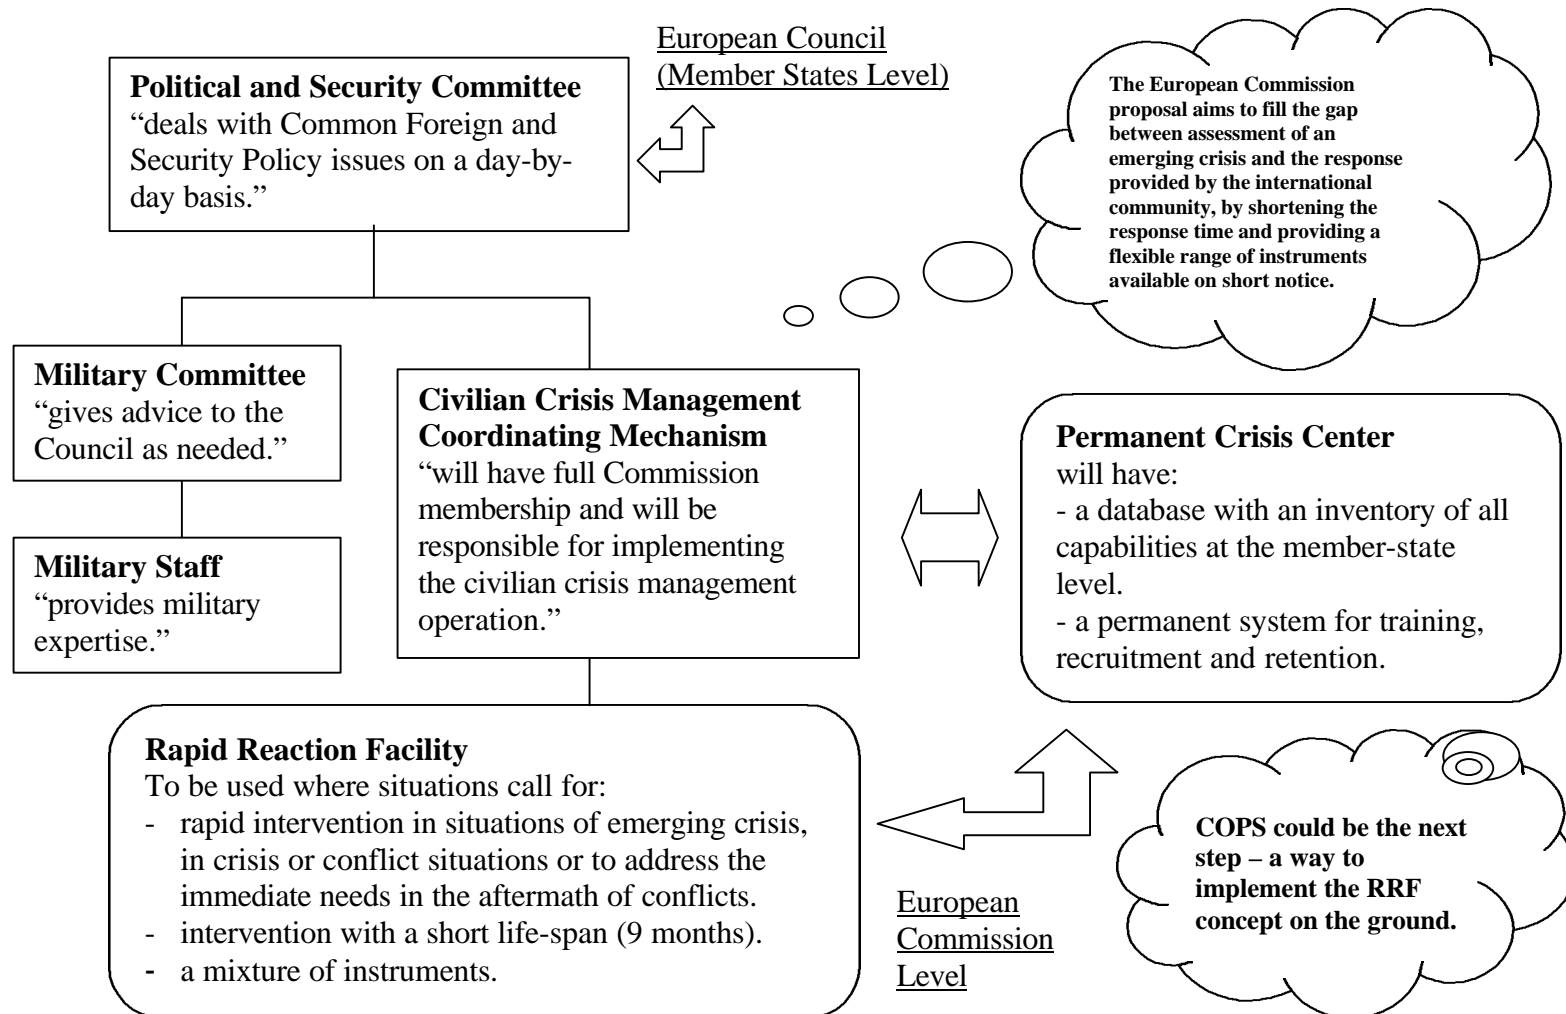 European Council
(Member States Level)
Political and Security Committee
“deals with Common Foreign and
Security Policy issues on a day-by-
day basis.”
The European Commission
proposal aims to fill the gap
between assessment of an
emerging crisis and the response
provided by the international
community, by shortening the
response time and providing a
flexible range of instruments
available on short notice.
Military Committee
“gives advice to the
Council as needed.”
Military Staff
“provides military
expertise.”
Civilian Crisis Management
Coordinating Mechanism
“will have full Commission
membership and will be
responsible for implementing
the civilian crisis management
operation.”
Permanent Crisis Center
will have:
- a database with an inventory of all
capabilities at the member-state
level.
- a permanent system for training,
recruitment and retention.
Rapid Reaction Facility
To be used where situations call for:
- rapid intervention in situations of emerging crisis,
in crisis or conflict situations or to address the
immediate needs in the aftermath of conflicts.
- intervention with a short life-span (9 months).
- a mixture of instruments.
European
Commission
Level
COPS could be the next
step – a way to
implement the RRF
concept on the ground.